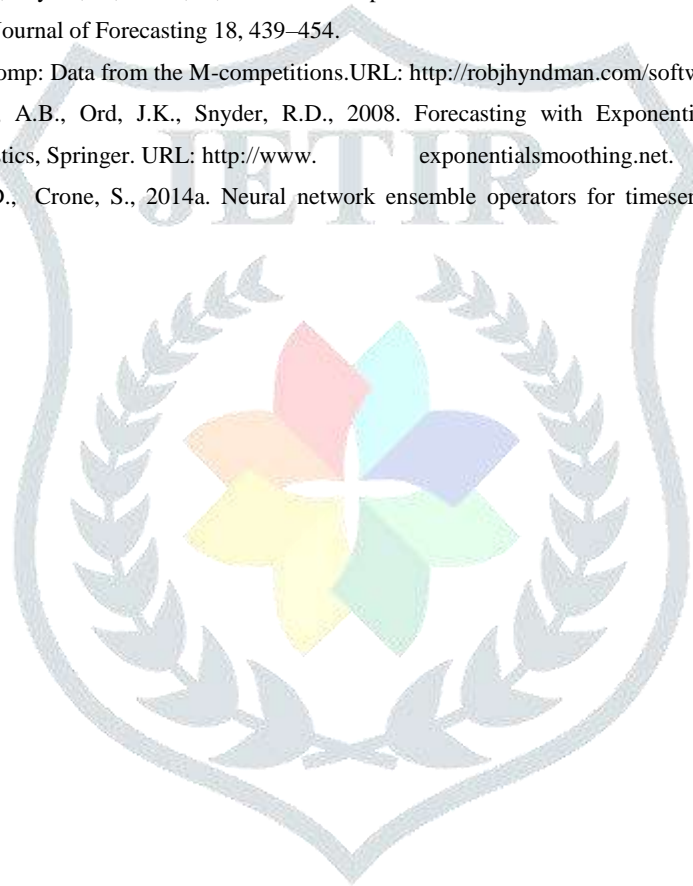 Journal of Forecasting 18, 439–454.
omp: Data from the M-competitions.URL: http://robjhyndman.com/softw
A.B., Ord, J.K., Snyder, R.D., 2008. Forecasting with Exponenti
stics, Springer. URL: http://www. exponentialsmoothing.net.
D., Crone, S., 2014a. Neural network ensemble operators for timeser
JETIR